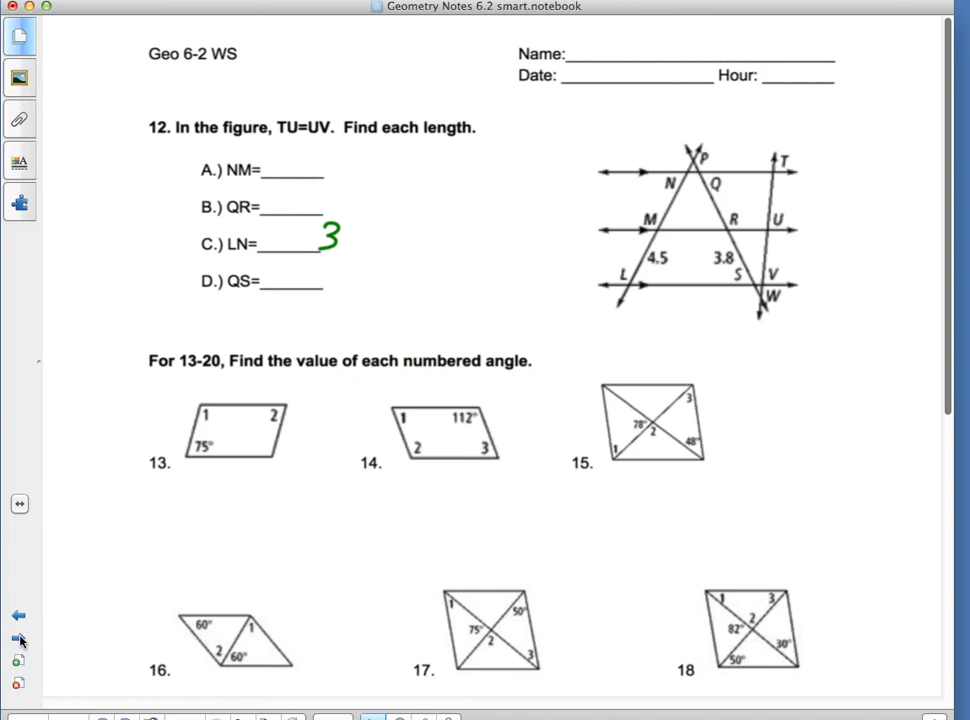 Geometry Notes 6.2 smart.notebook
Geo 6-2 WS
Name:
Date: Hour:
12. In the figure, TU=UV. Find each length.
A.) NM=
B.) QR=
C.) LN= 3
D.) QS=
P T
N Q
M R U
4.5 3.8
L S V
W
For 13-20, Find the value of each numbered angle.
1 2
75°
13.
1 112°
2 3
14.
3
78°
2
1 48°
15.
60° 1
2 60°
16.
1 50°
75°
2
3
17.
1 3
2
82°
30°
50°
18